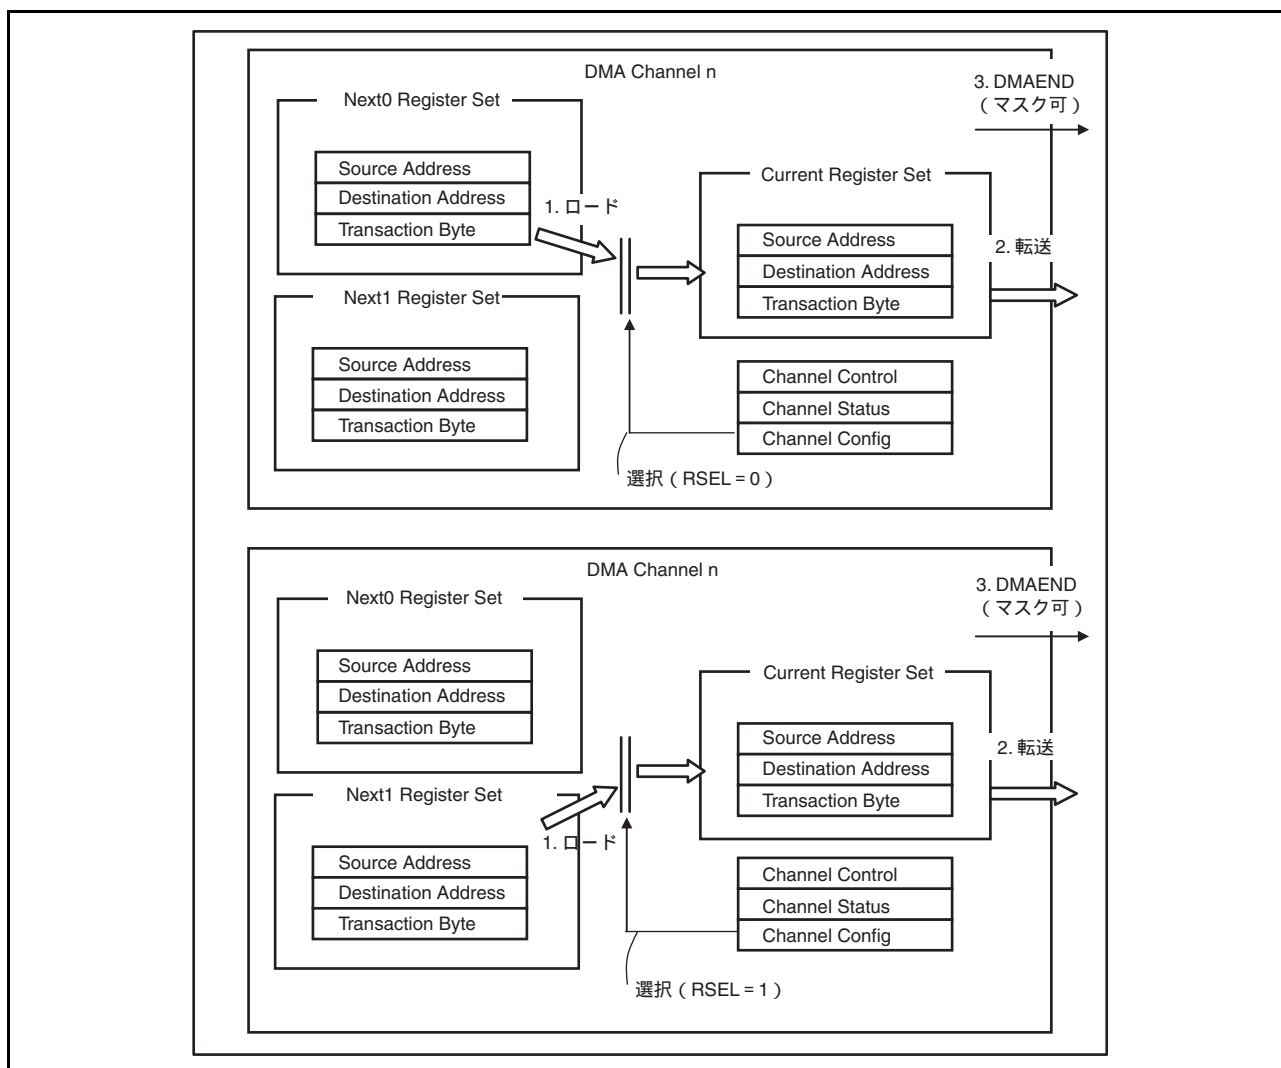 DMA Channel n
3. DMAEND
（マスク可）
Next0 Register Set
Source Address
Destination Address
Transaction Byte
1. ロード
Current Register Set
Source Address
Destination Address
Transaction Byte
2. 転送
Next1 Register Set
Source Address
Destination Address
Transaction Byte
Channel Control
Channel Status
Channel Config
選択（RSEL = 0）
DMA Channel n
3. DMAEND
（マスク可）
Next0 Register Set
Source Address
Destination Address
Transaction Byte
Current Register Set
Source Address
Destination Address
Transaction Byte
2. 転送
Next1 Register Set
1. ロード
Source Address
Destination Address
Transaction Byte
Channel Control
Channel Status
Channel Config
選択（RSEL = 1）